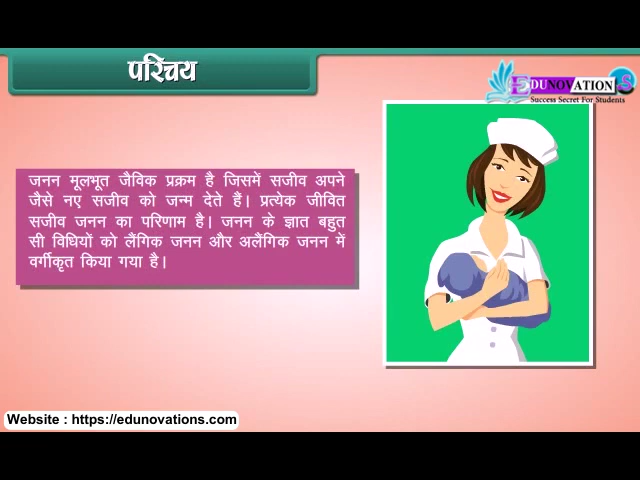 परिचय
EDUNOVATIONS
Success Secret For Students
जनन मूलभूत जैविक प्रक्रम है जिसमें सजीव अपने
जैसे नए सजीव को जन्म देते हैं। प्रत्येक जीवित
सजीव जनन का परिणाम है। जनन के ज्ञात बहुत
सी विधियों को लैंगिक जनन और अलैंगिक जनन में
वर्गीकृत किया गया है।
Website : https://edunovations.com